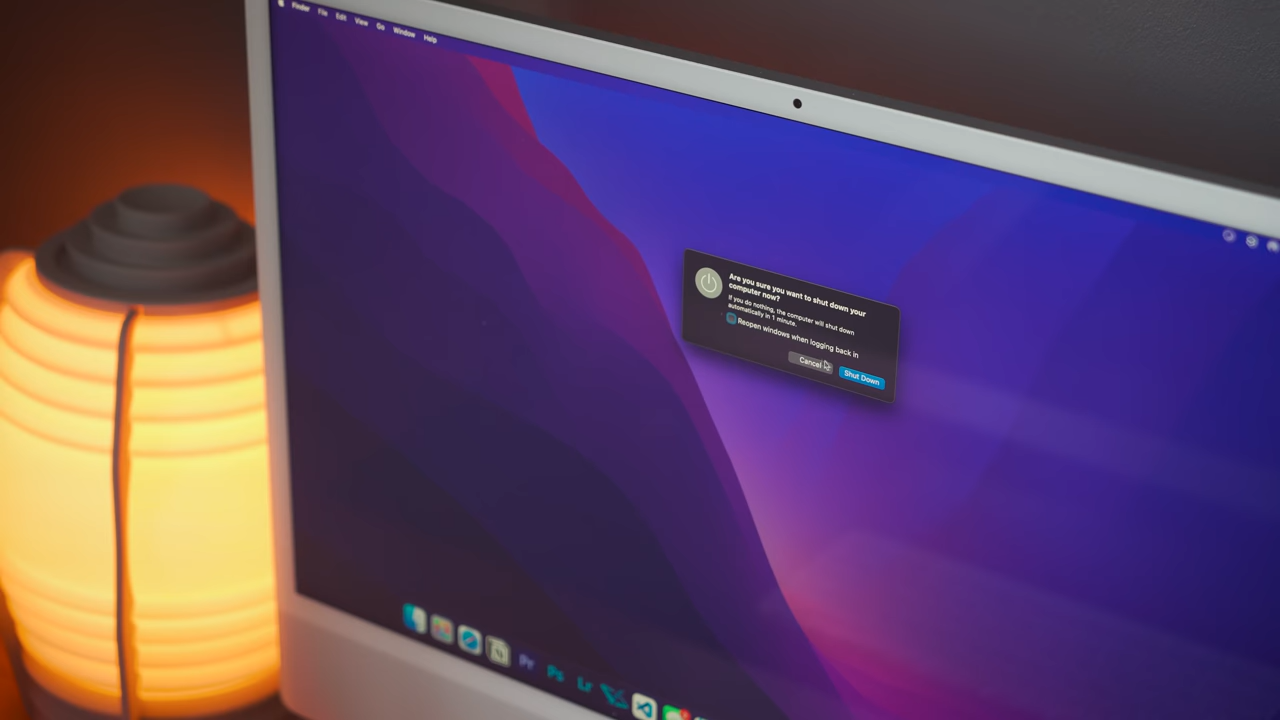 Finder File Edit View Go Window Help
Are you sure you want to shut down your
computer now?
If you do nothing, the computer will shut down
automatically in 1 minute.
Reopen windows when logging back in
Cancel Shut Down
Pr Ps Lr